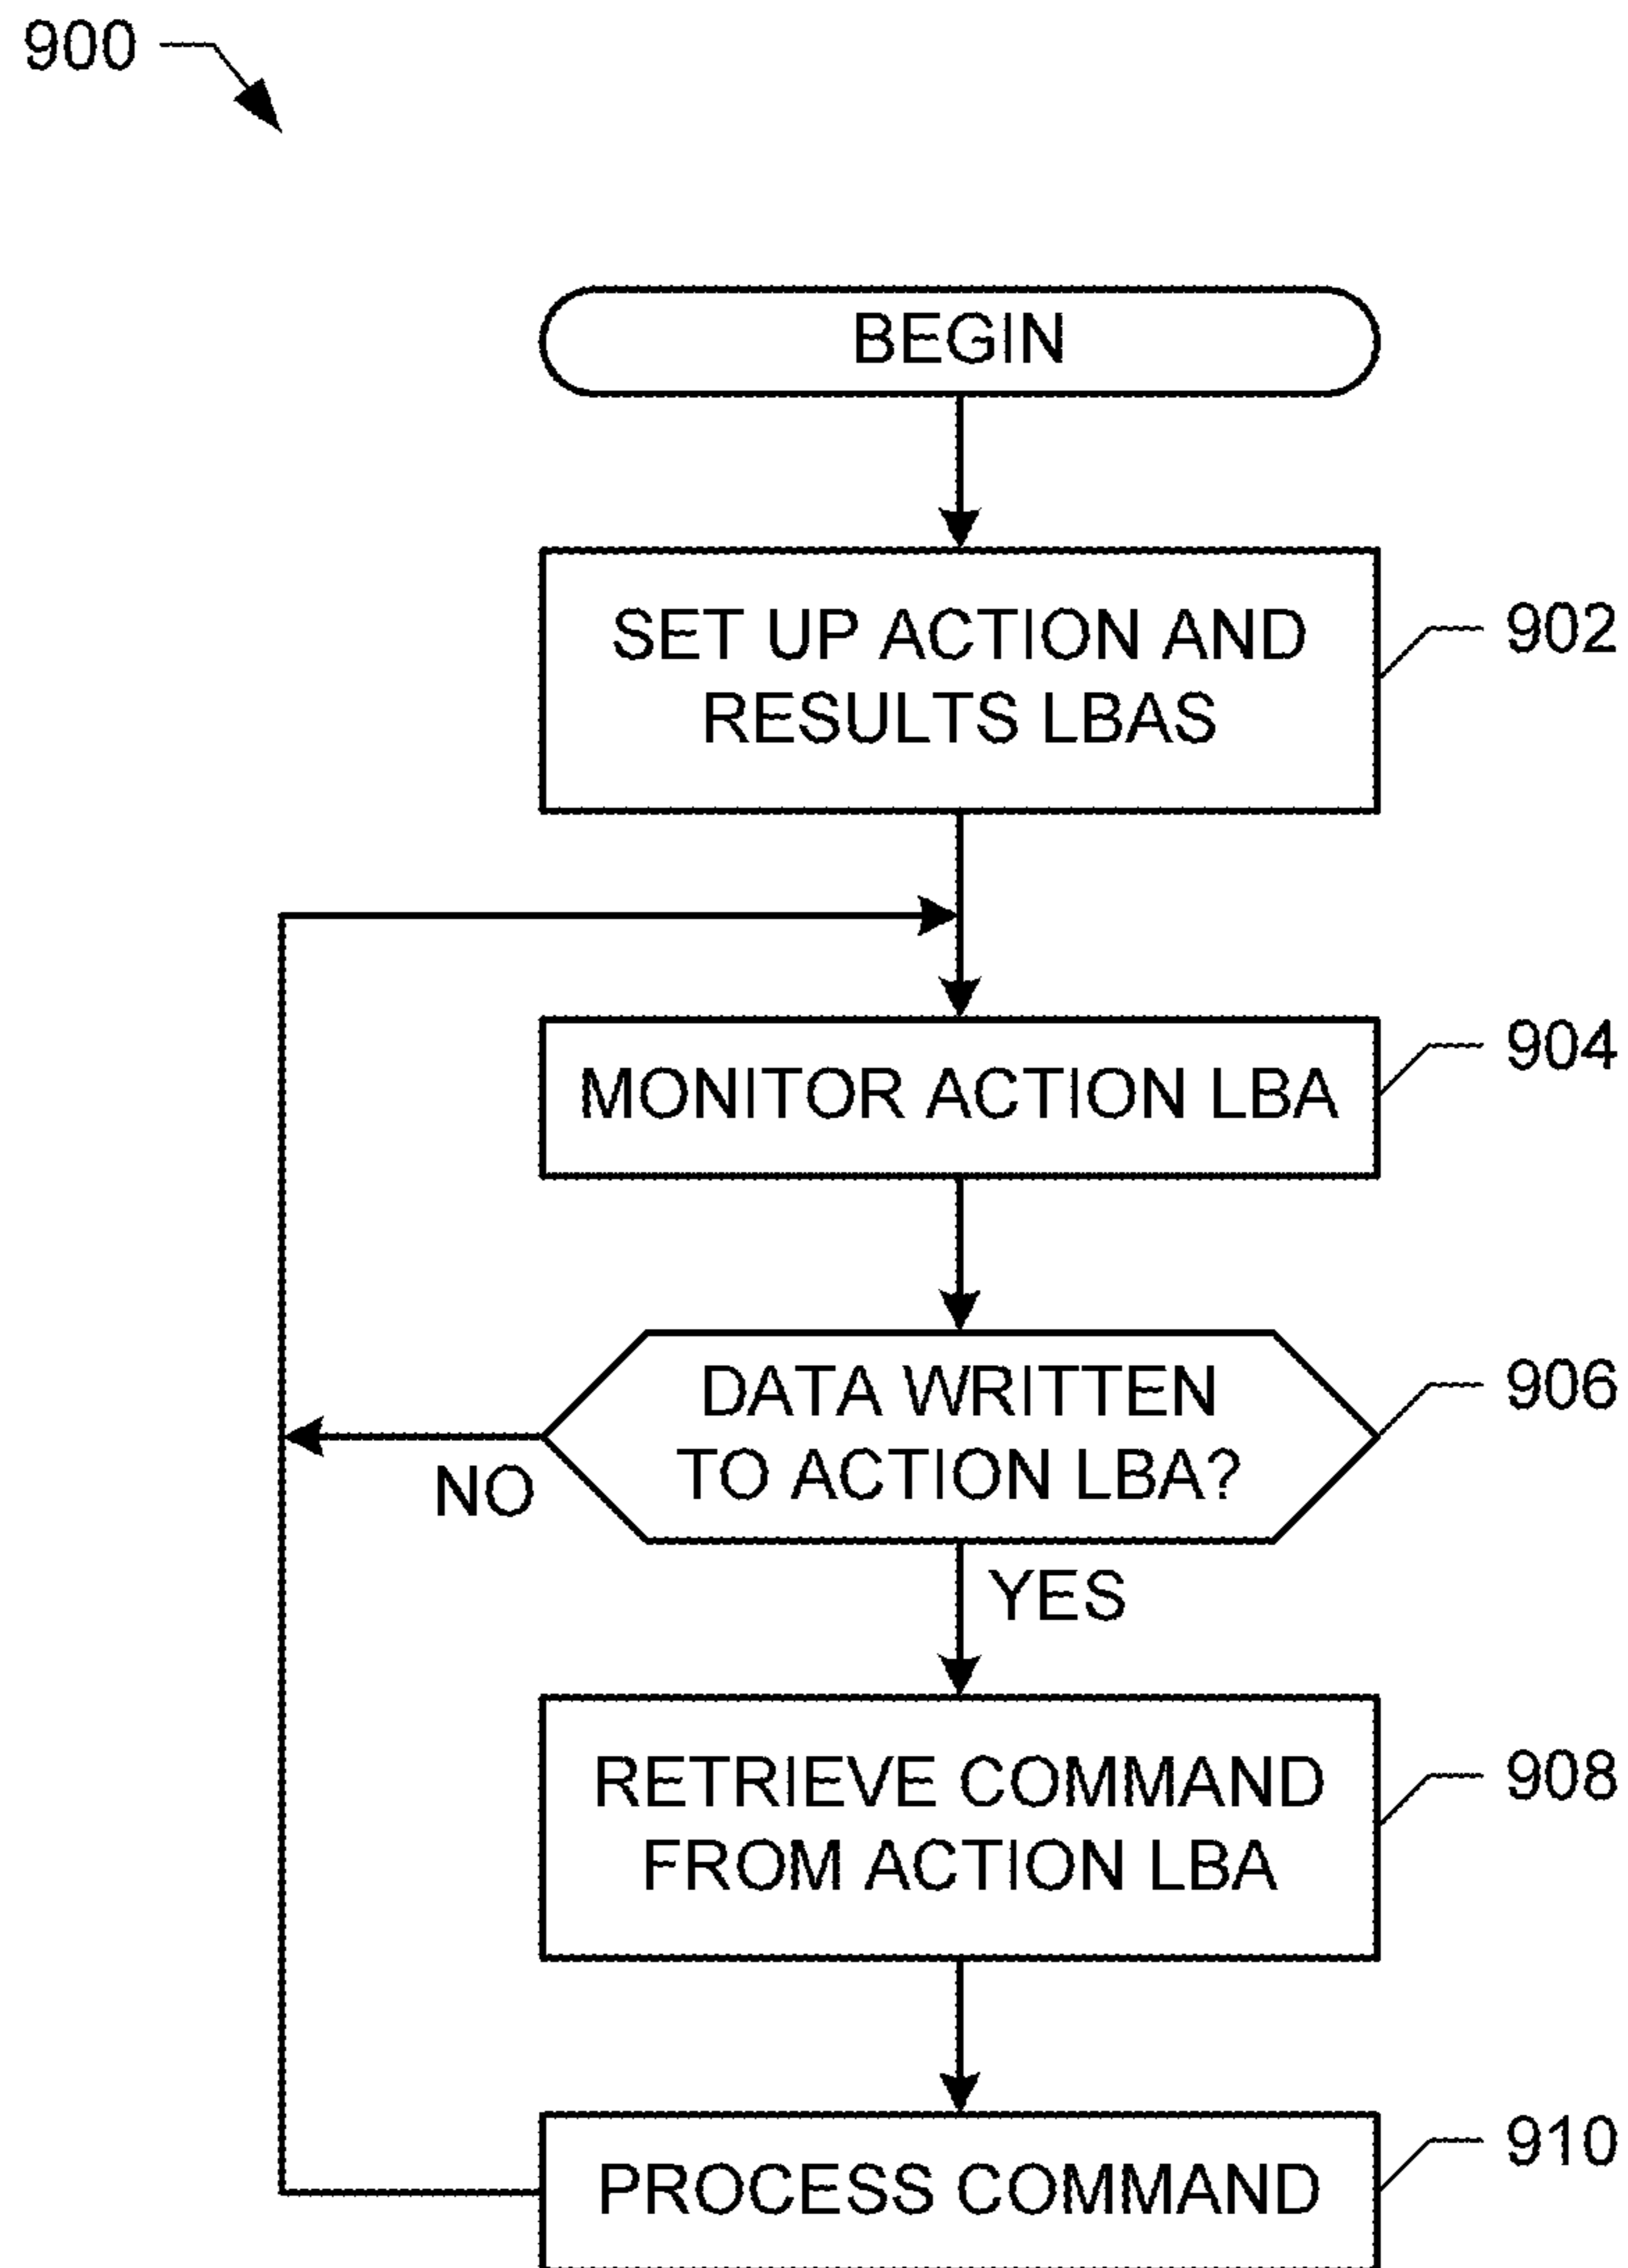 900
BEGIN
SET UP ACTION AND
RESULTS LBAS
902
MONITOR ACTION LBA
904
DATA WRITTEN
TO ACTION LBA?
906
NO
YES
RETRIEVE COMMAND
FROM ACTION LBA
908
PROCESS COMMAND
910